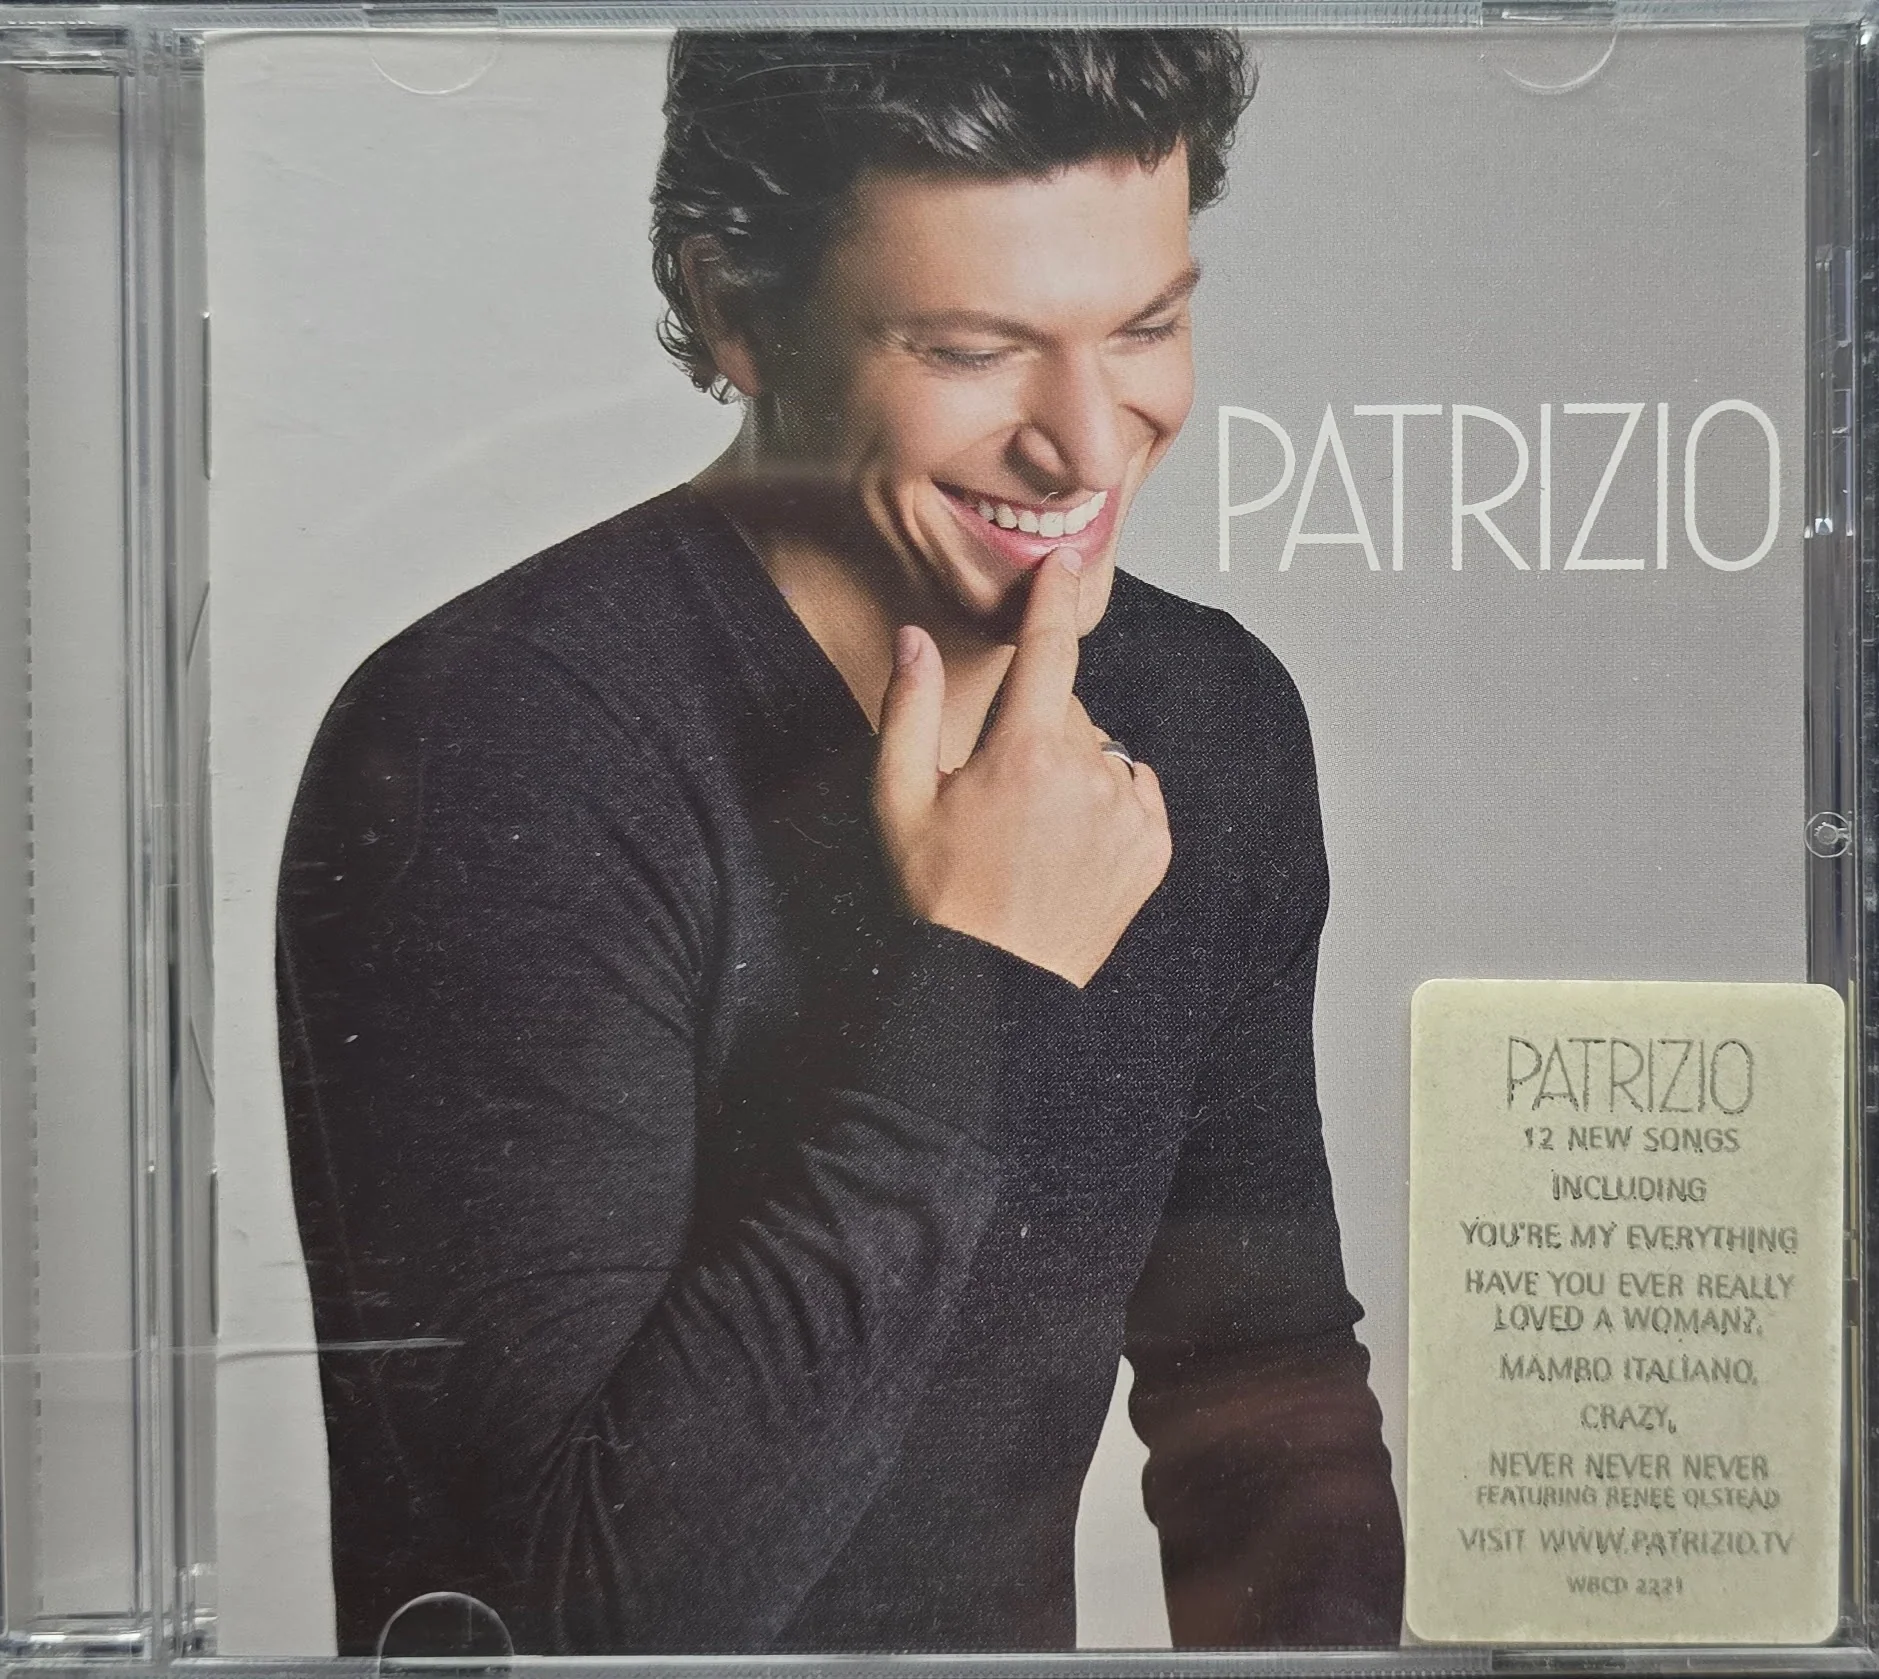 PATRIZIO
PATRIZIO
12 NEW SONGS
INCLUDING
YOU'RE MY EVERYTHING
HAVE YOU EVER REALLY
LOVED A WOMAN?,
MAMBO ITALIANO,
CRAZY,
NEVER NEVER NEVER
FEATURING RENEE OLSTEAD
VISIT WWW.PATRIZIO.TV
WBCD 2221